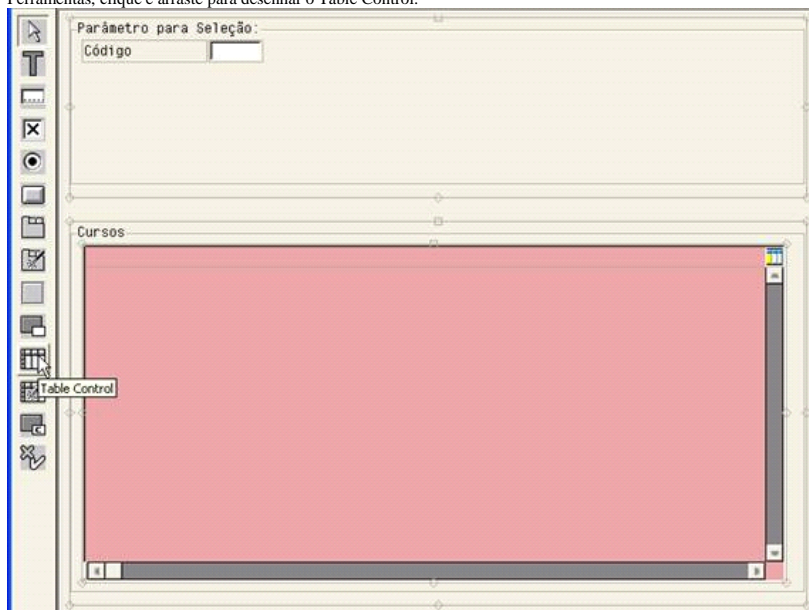 Ferramentas, clique e arraste para desenhar o Table Control.
Parâmetro para Seleção:
Código
Cursos
Table Control